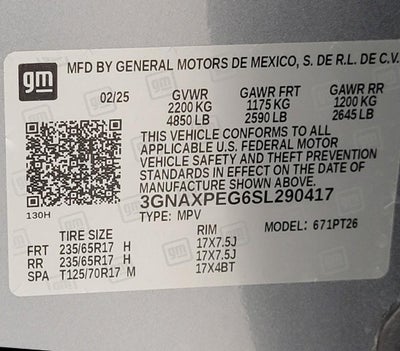 gm MFD BY GENERAL MOTORS DE MEXICO, S. DE R.L. DE C.V.
02/25 GVWR GAWR FRT GAWR RR
2200 KG 1175 KG 1200 KG
4850 LB 2590 LB 2645 LB
THIS VEHICLE CONFORMS TO ALL
APPLICABLE U.S. FEDERAL MOTOR
VEHICLE SAFETY AND THEFT PREVENTION
STANDARDS IN EFFECT ON THE DATE OF
MANUFACTURE SHOWN ABOVE.
3GNAXPEG6SL290417
130H TYPE: MPV MODEL: 671PT26
TIRE SIZE RIM
FRT 235/65R17 H 17X7.5J
RR 235/65R17 H 17X7.5J
SPA T125/70R17 M 17X4BT